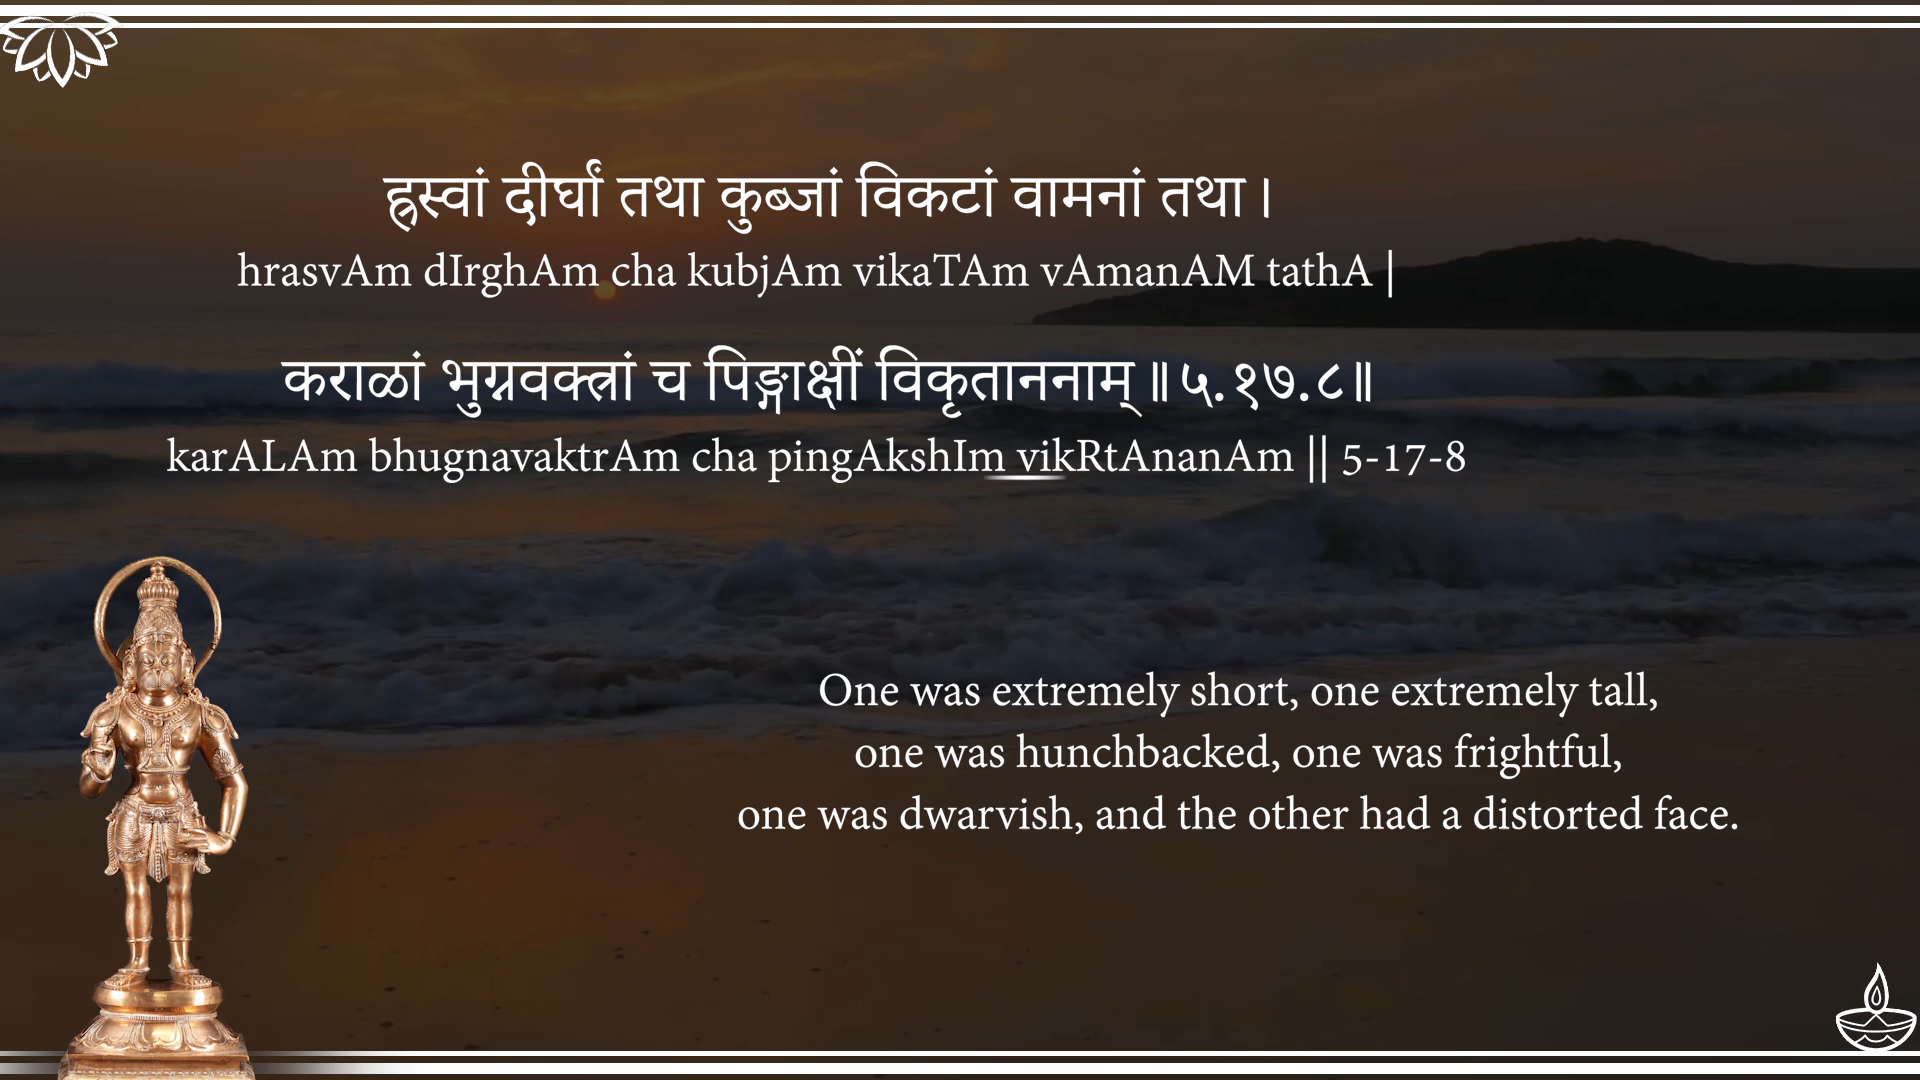 ह्रस्वां दीर्घां तथा कुब्जां विकटां वामनां तथा ।
hrasvAm dIrghAm cha kubjAm vikaTAm vAmanAM tathA |
कराळां भुग्नवक्त्रां च पिङ्गाक्षीं विकृताननाम् ॥ ५.१७.८॥
karALAm bhugnavaktrAm cha pingAkshIm vikRtAnanAm || 5-17-8
One was extremely short, one extremely tall,
one was hunchbacked, one was frightful,
one was dwarvish, and the other had a distorted face.